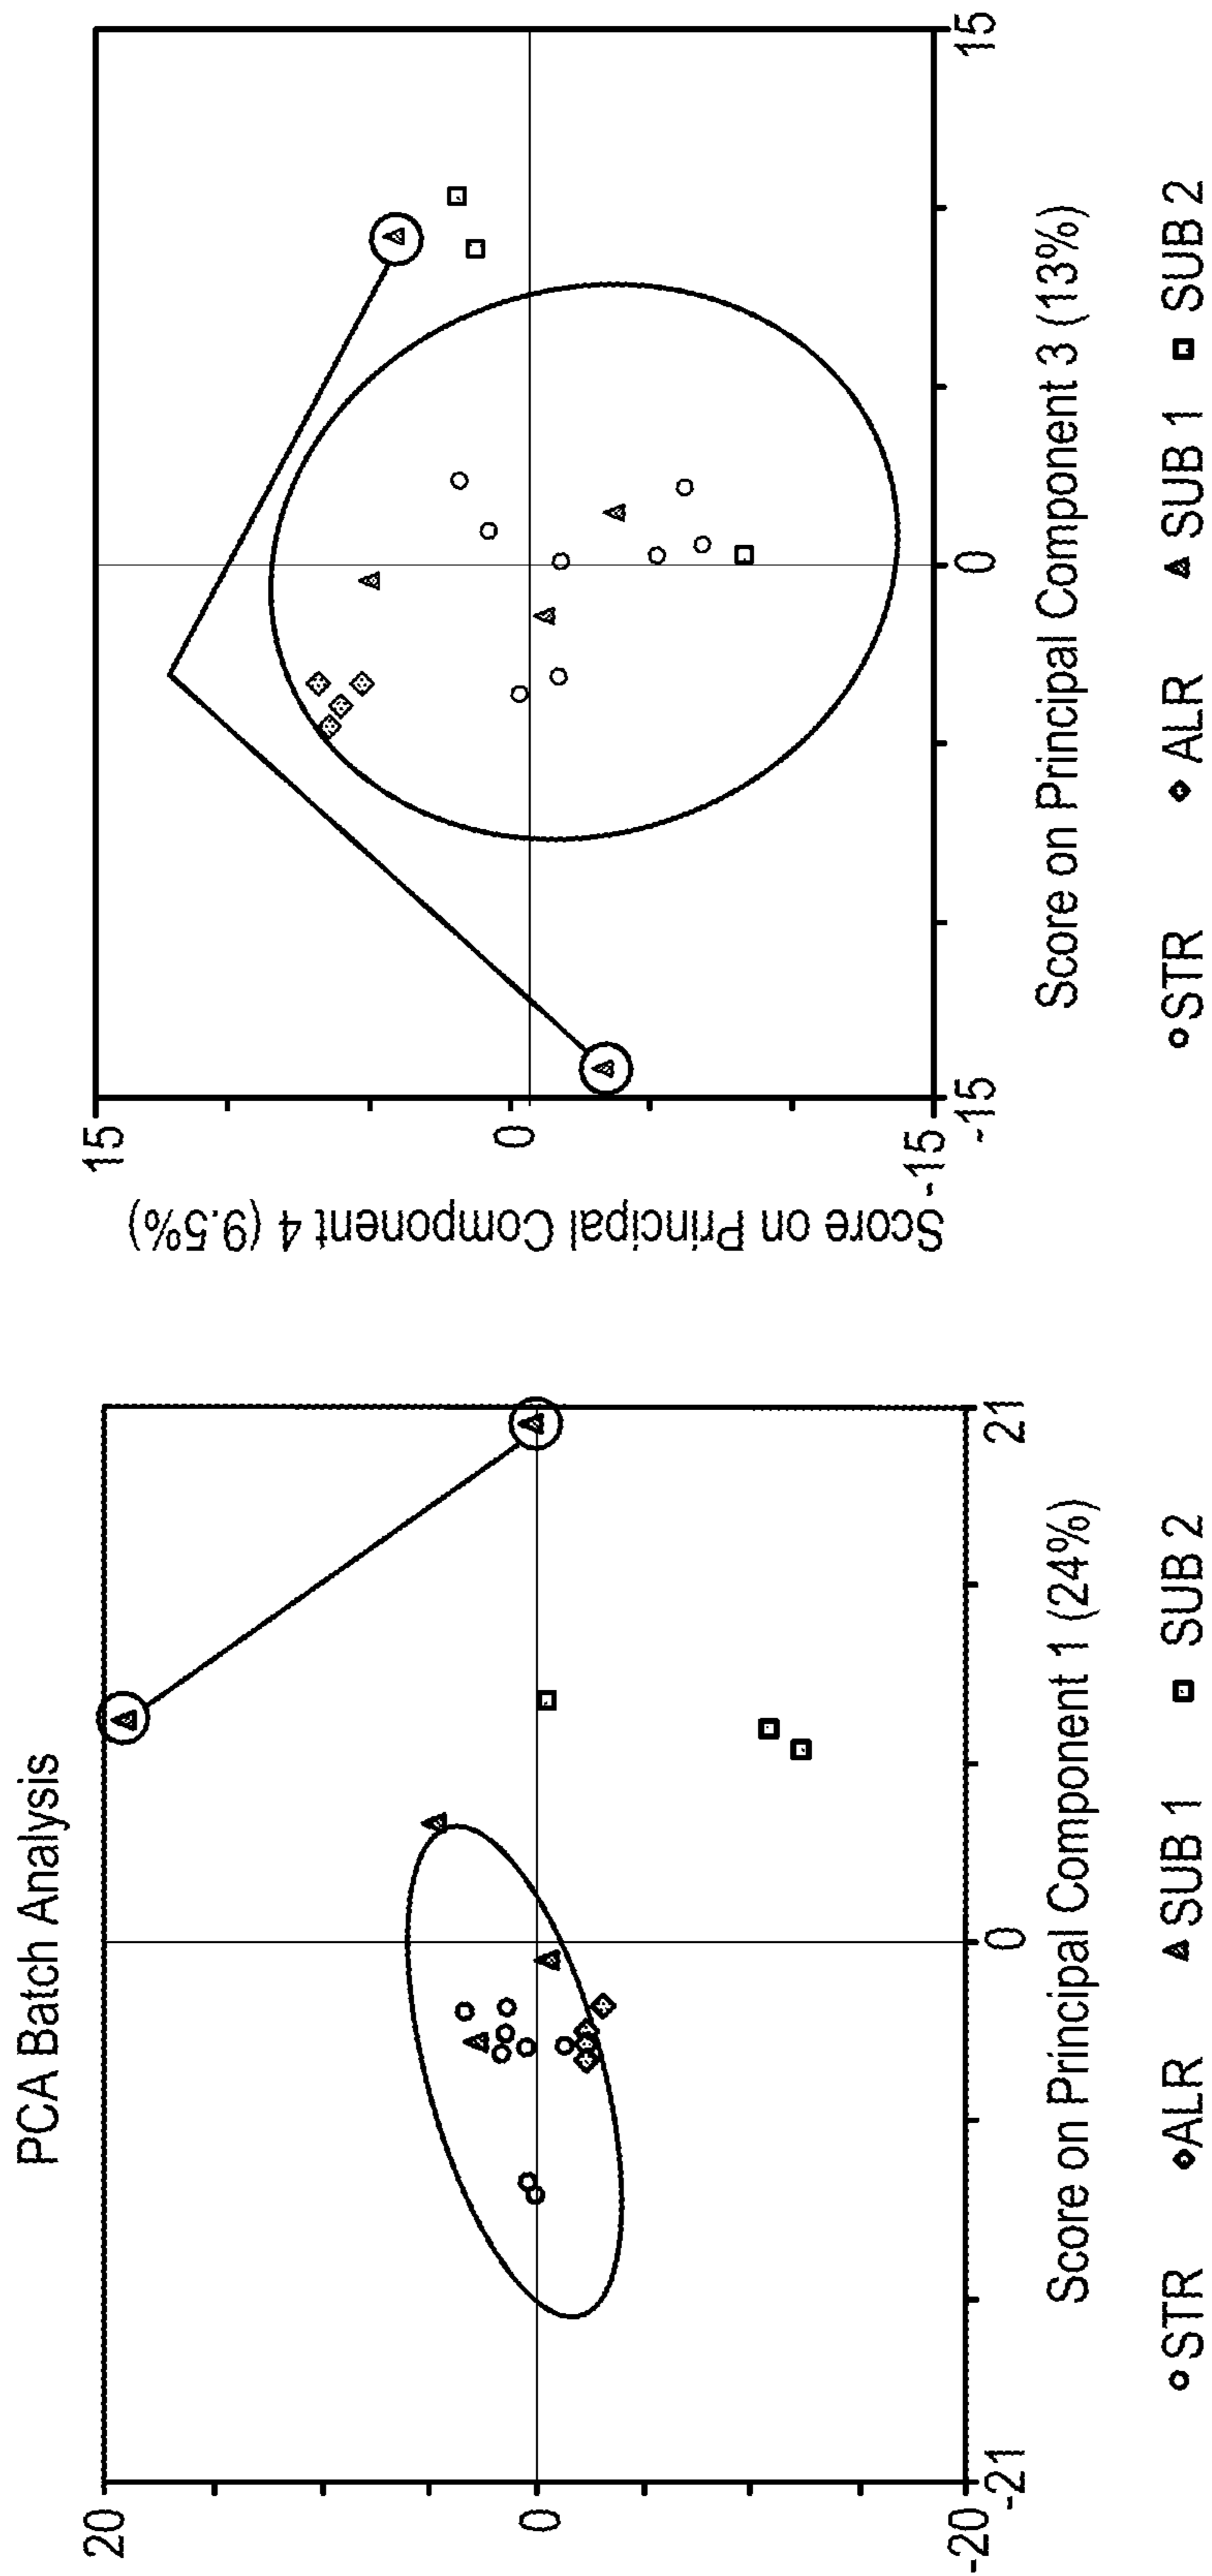 PCA Batch Analysis
20
0
-20
-21
0
21
Score on Principal Component 1 (24%)
STR ALR SUB 1 SUB 2
Score on Principal Component 4 (9.5%)
15
0
-15
-15
0
15
Score on Principal Component 3 (13%)
STR ALR SUB 1 SUB 2